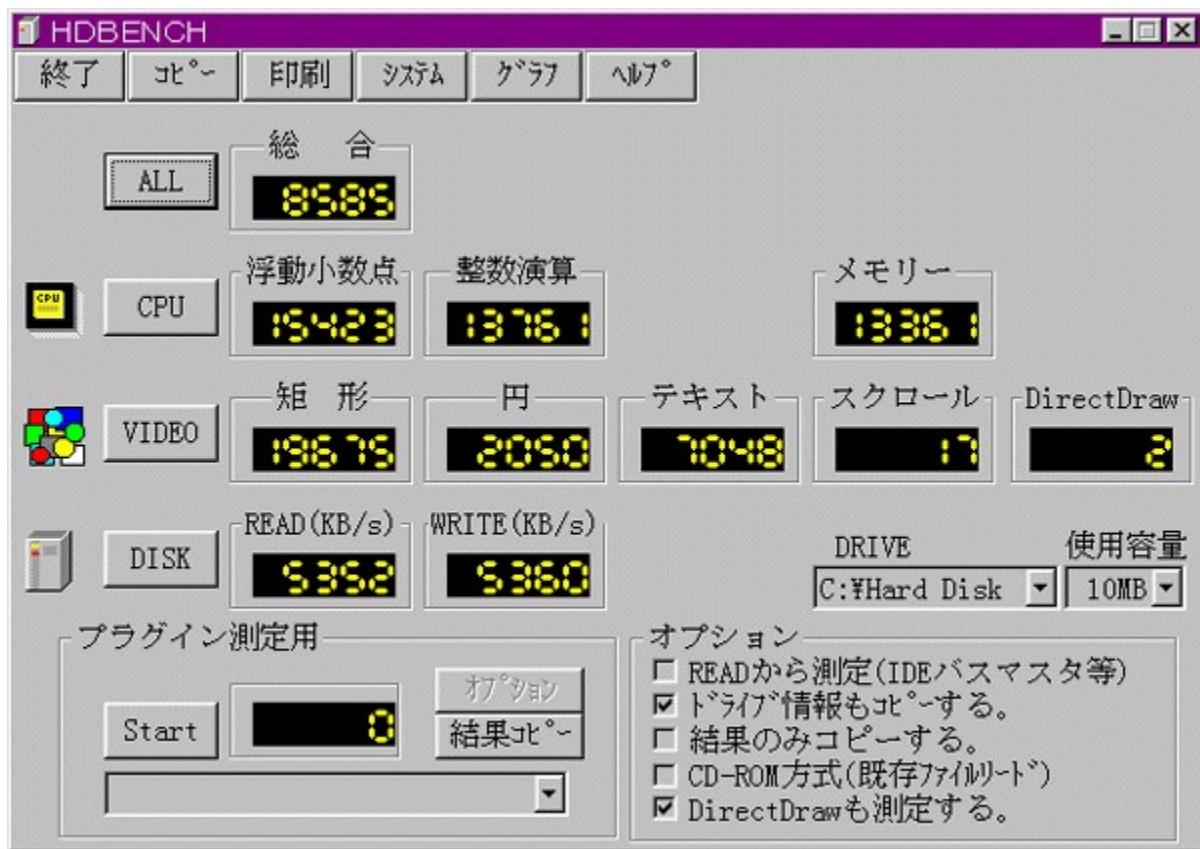 HDBENCH
終了 ｺﾋﾟｰ 印刷 ｼｽﾃﾑ ｸﾞﾗﾌ ﾍﾙﾌﾟ
総 合
ALL 8585
浮動小数点 整数演算 メモリー
CPU CPU 15423 13761 13361
矩 形 円 テキスト スクロール DirectDraw
VIDEO 19675 2050 7048 17 2
READ(KB/s) WRITE(KB/s)
DISK 5352 5360
DRIVE 使用容量
C:¥Hard Disk 10MB
プラグイン測定用
Start 0 ｵﾌﾟｼｮﾝ
結果ｺﾋﾟｰ
オプション
READから測定(IDEバスマスタ等)
ﾄﾞﾗｲﾌﾞ情報もｺﾋﾟｰする。
結果のみコピーする。
CD-ROM方式(既存ﾌｧｲﾙﾘｰﾄﾞ)
DirectDrawも測定する。